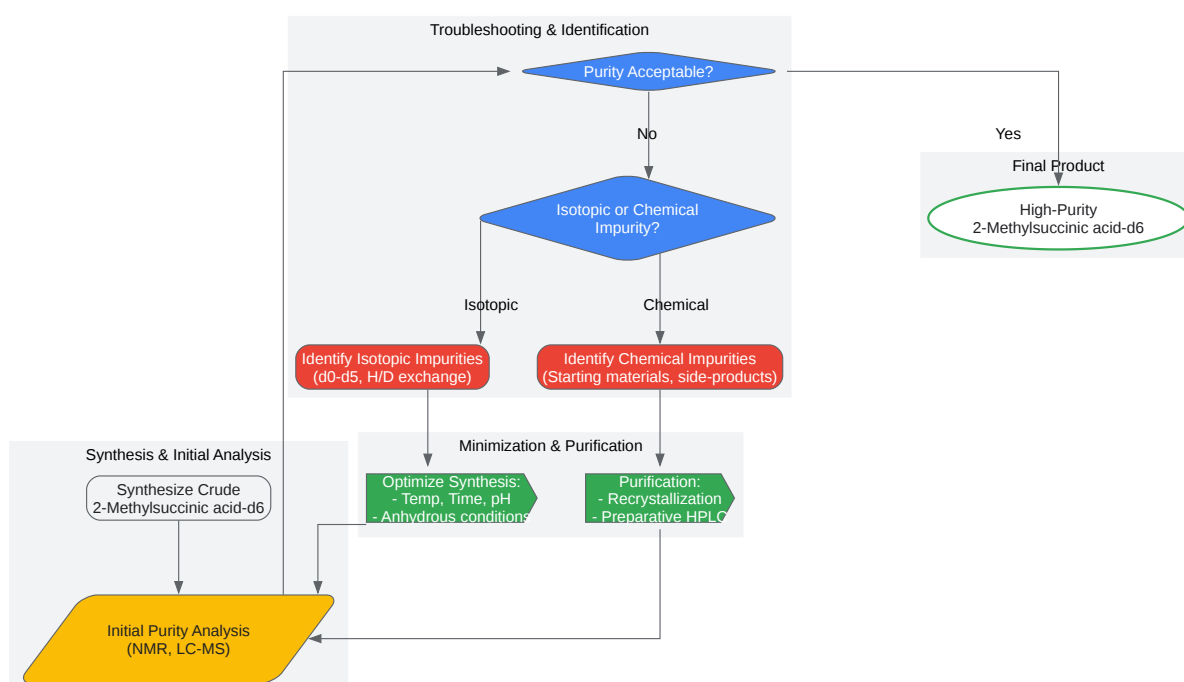 Troubleshooting & Identification
Purity Acceptable?
No
Yes
Final Product
High-Purity
2-Methylsuccinic acid-d6
Isotopic or Chemical
Impurity?
Isotopic
Chemical
Identify Isotopic Impurities
(d0-d5, H/D exchange)
Identify Chemical Impurities
(Starting materials, side-products)
Minimization & Purification
Optimize Synthesis:
- Temp, Time, pH
- Anhydrous conditions
Purification:
- Recrystallization
- Preparative HPLC
Synthesis & Initial Analysis
Synthesize Crude
2-Methylsuccinic acid-d6
Initial Purity Analysis
(NMR, LC-MS)